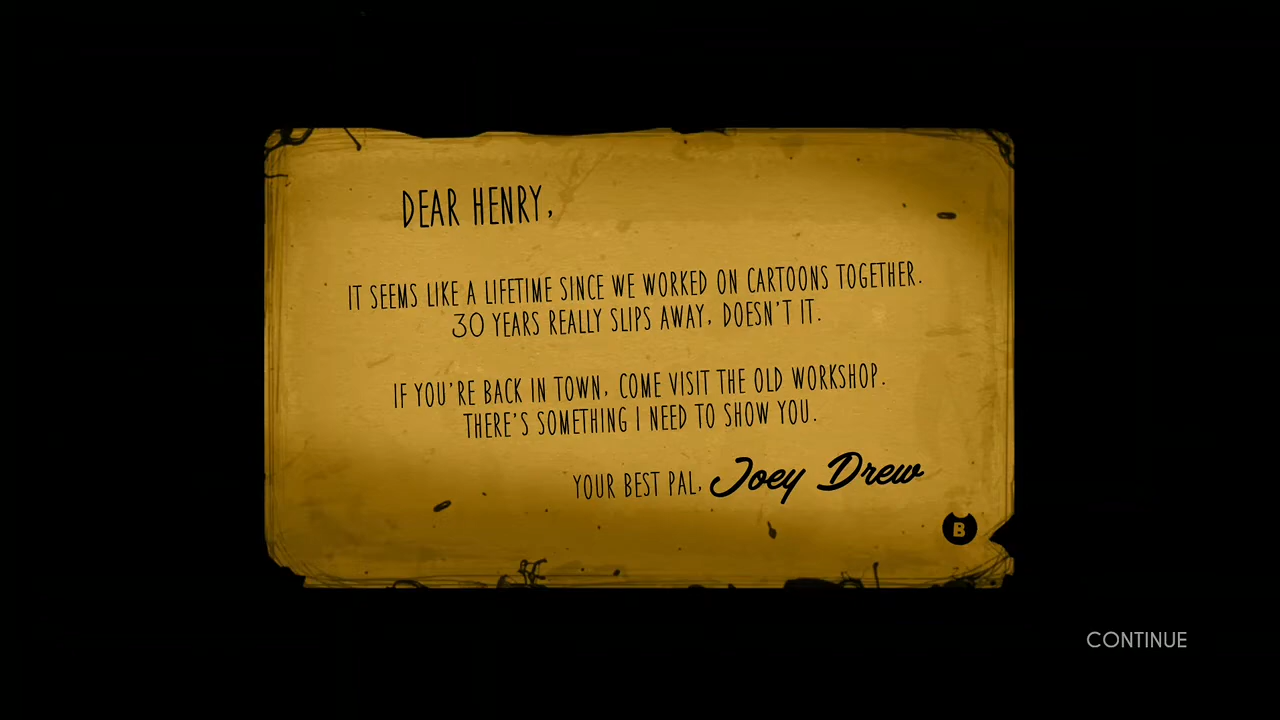 DEAR HENRY,
IT SEEMS LIKE A LIFETIME SINCE WE WORKED ON CARTOONS TOGETHER.
30 YEARS REALLY SLIPS AWAY, DOESN'T IT.
IF YOU'RE BACK IN TOWN, COME VISIT THE OLD WORKSHOP.
THERE'S SOMETHING I NEED TO SHOW YOU.
YOUR BEST PAL, Joey Drew
B
CONTINUE